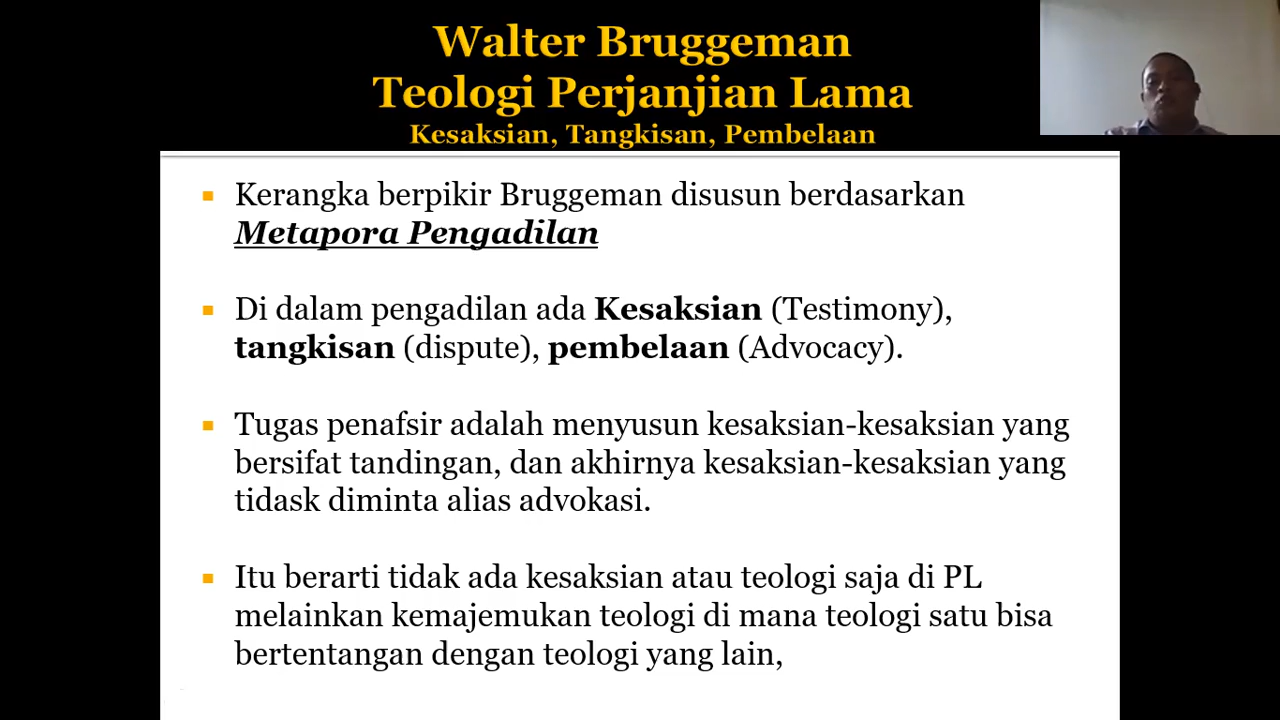 Walter Bruggeman
Teologi Perjanjian Lama
Kesaksian, Tangkisan, Pembelaan
Kerangka berpikir Bruggeman disusun berdasarkan
Metapora Pengadilan
Di dalam pengadilan ada Kesaksian (Testimony),
tangkisan (dispute), pembelaan (Advocacy).
Tugas penafsir adalah menyusun kesaksian-kesaksian yang
bersifat tandingan, dan akhirnya kesaksian-kesaksian yang
tidask diminta alias advokasi.
Itu berarti tidak ada kesaksian atau teologi saja di PL
melainkan kemajemukan teologi di mana teologi satu bisa
bertentangan dengan teologi yang lain,